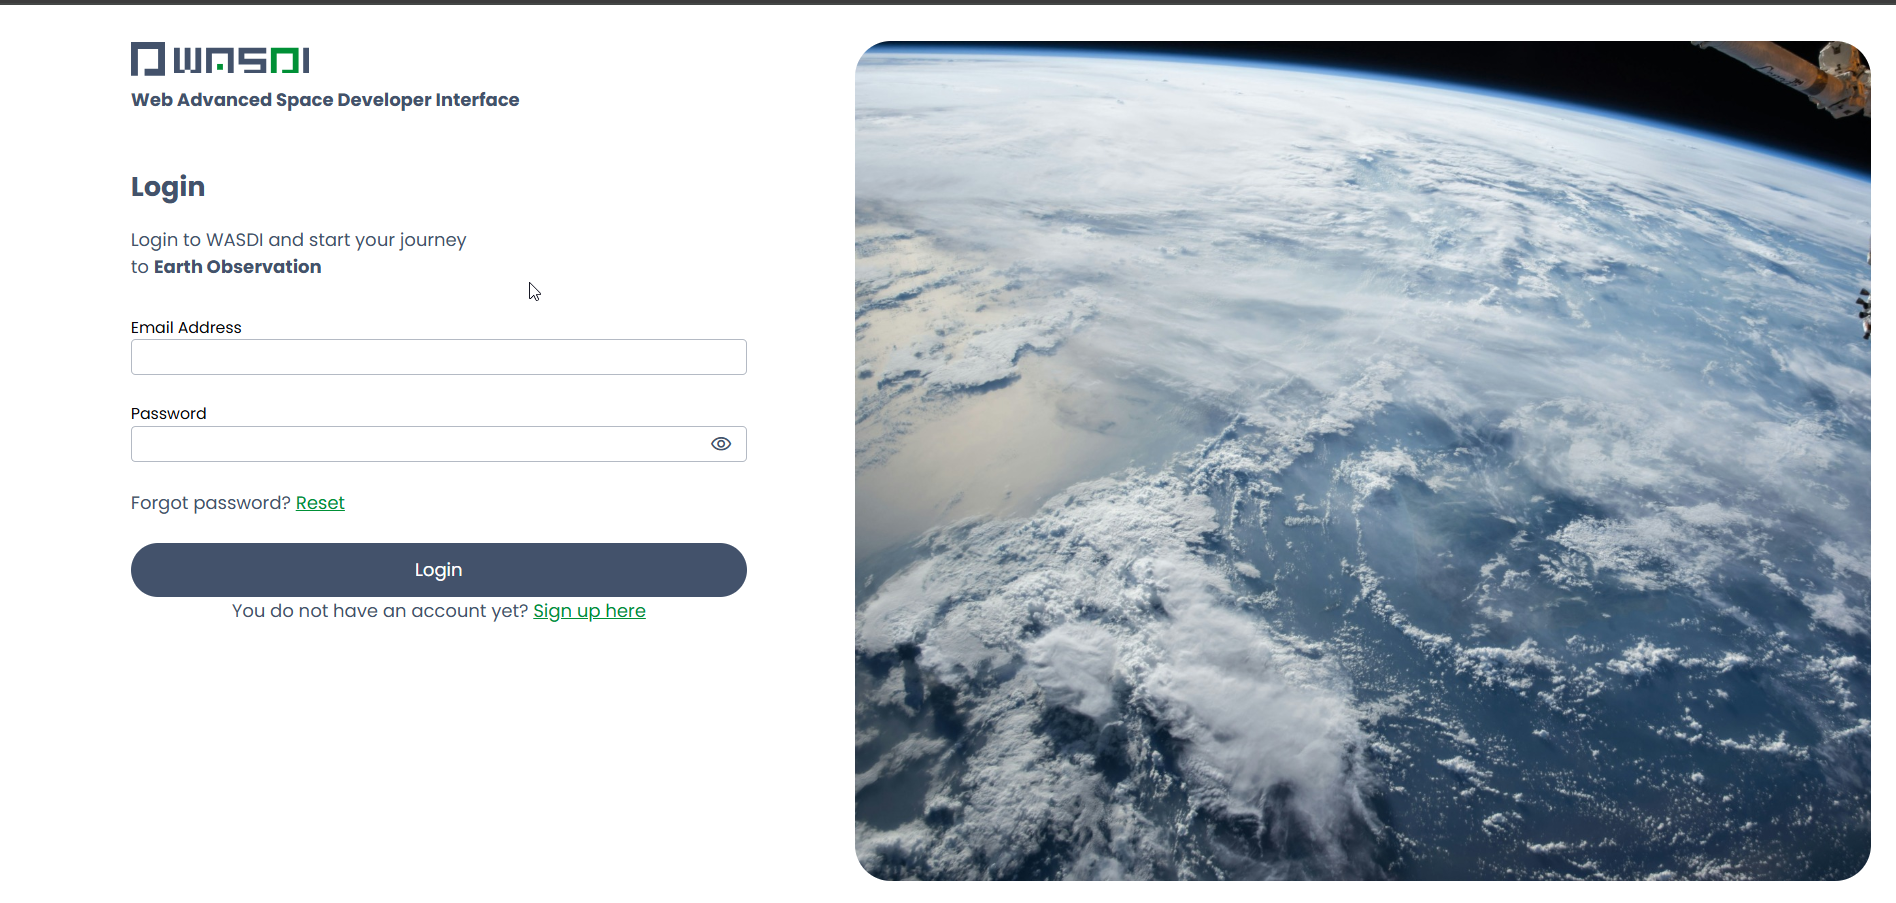 WASDI
Web Advanced Space Developer Interface
Login
Login to WASDI and start your journey
to Earth Observation
Email Address
Password
Forgot password? Reset
Login
You do not have an account yet? Sign up here